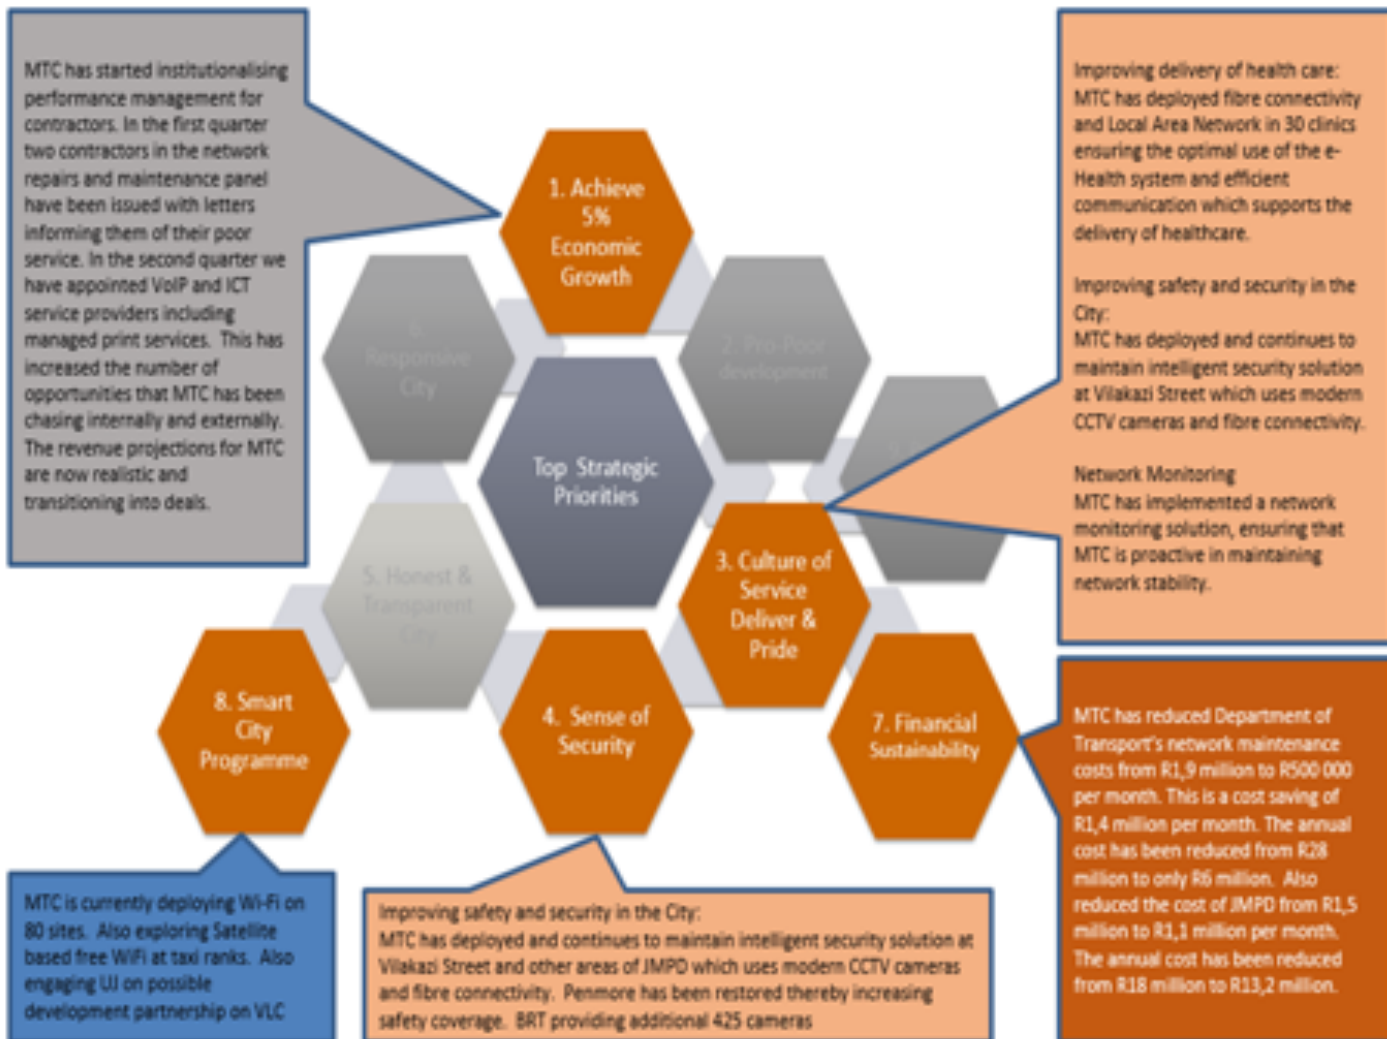 MTC has started institutionalising
performance management for
contractors. In the first quarter
two contractors in the network
repairs and maintenance panel
have been issued with letters
informing them of their poor
service. In the second quarter we
have appointed VoIP and ICT
service providers including
managed print services. This has
increased the number of
opportunities that MTC has been
chasing internally and externally.
The revenue projections for MTC
are now realistic and
transitioning into deals.
1. Achieve
5%
Economic
Growth
Responsive
City
2. Pro-Poor
development
Top Strategic
Priorities
3. Culture of
Service
Deliver &
Pride
5. Honest &
Transparent
City
8. Smart
City
Programme
4. Sense of
Security
7. Financial
Sustainability
Improving delivery of health care:
MTC has deployed fibre connectivity
and Local Area Network in 30 clinics
ensuring the optimal use of the e-
Health system and efficient
communication which supports the
delivery of healthcare.
Improving safety and security in the
City:
MTC has deployed and continues to
maintain intelligent security solution
at Vilakazi Street which uses modern
CCTV cameras and fibre connectivity.
Network Monitoring
MTC has implemented a network
monitoring solution, ensuring that
MTC is proactive in maintaining
network stability.
MTC has reduced Department of
Transport's network maintenance
costs from R1,9 million to R500 000
per month. This is a cost saving of
R1,4 million per month. The annual
cost has been reduced from R28
million to only R6 million. Also
reduced the cost of JMPD from R1,5
million to R1,1 million per month.
The annual cost has been reduced
from R18 million to R13,2 million.
MTC is currently deploying Wi-Fi on
80 sites. Also exploring Satellite
based free WiFi at taxi ranks. Also
engaging UJ on possible
development partnership on VLC
Improving safety and security in the City:
MTC has deployed and continues to maintain intelligent security solution at
Vilakazi Street and other areas of JMPD which uses modern CCTV cameras
and fibre connectivity. Penmore has been restored thereby increasing
safety coverage. BRT providing additional 425 cameras